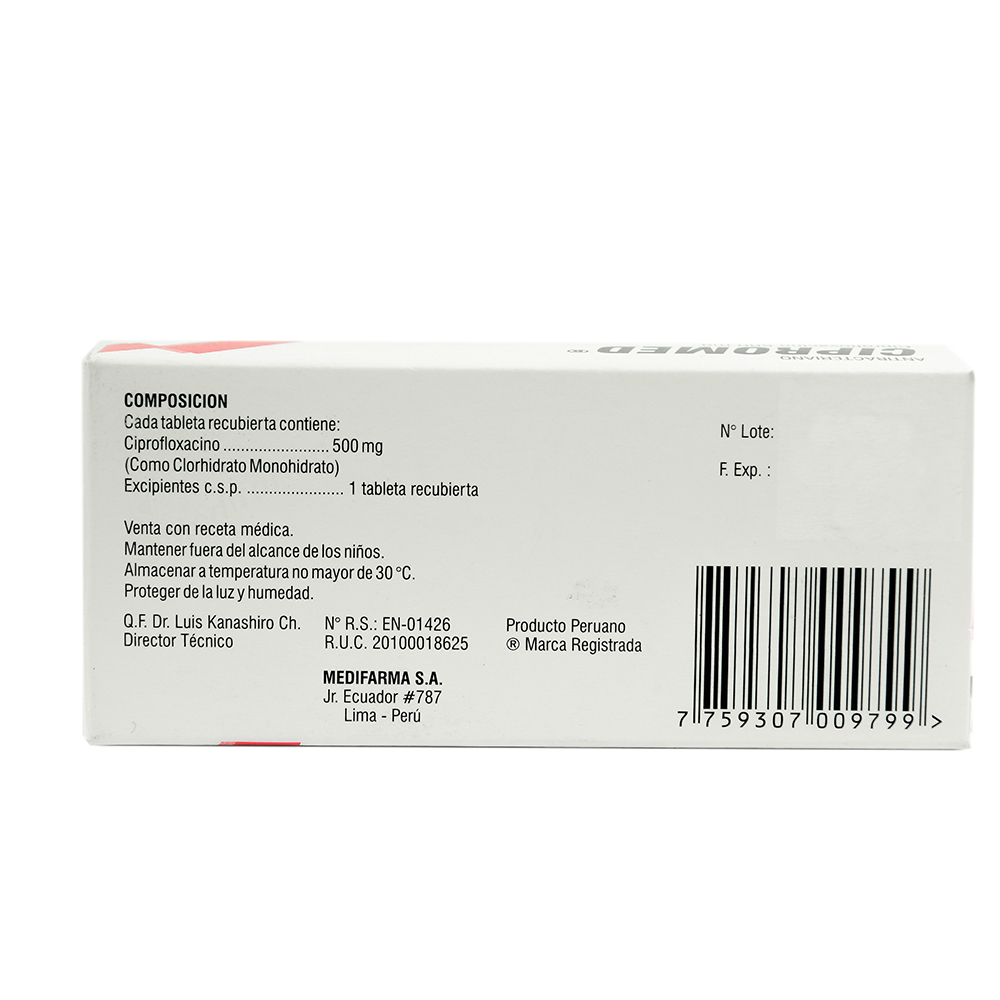 ANTIBACTERIANO
CIPROMED ®
COMPOSICION
Cada tableta recubierta contiene:
Ciprofloxacino ........................ 500 mg
(Como Clorhidrato Monohidrato)
Excipientes c.s.p. ...................... 1 tableta recubierta
Venta con receta médica.
Mantener fuera del alcance de los niños.
Almacenar a temperatura no mayor de 30 °C.
Proteger de la luz y humedad.
Q.F. Dr. Luis Kanashiro Ch.
Director Técnico
N° R.S.: EN-01426
R.U.C. 20100018625
Producto Peruano
® Marca Registrada
MEDIFARMA S.A.
Jr. Ecuador #787
Lima - Perú
N° Lote:
F. Exp. :
7 759307 009799 >